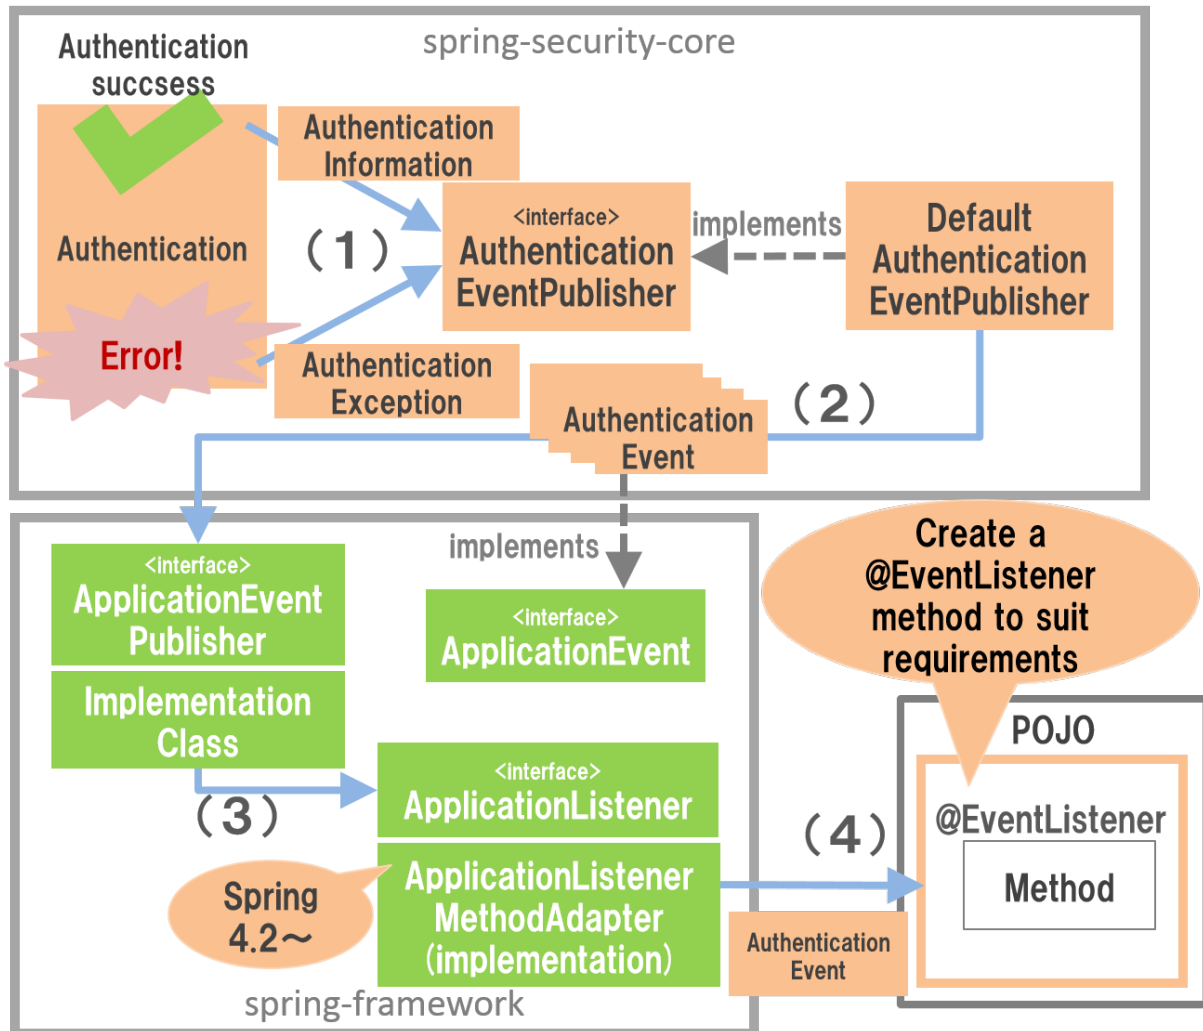 spring-security-core
Authentication
succsess
Authentication
Information
Authentication
(1)
<interface>
Authentication
EventPublisher
implements
Default
Authentication
EventPublisher
Error!
Authentication
Exception
(2)
Authentication
Event
implements
<interface>
ApplicationEvent
Publisher
Implementation
Class
<interface>
ApplicationEvent
Create a
@EventListener
method to suit
requirements
(3)
<interface>
ApplicationListener
Spring
4.2～
ApplicationListener
MethodAdapter
(implementation)
(4)
Authentication
Event
POJO
@EventListener
Method
spring-framework